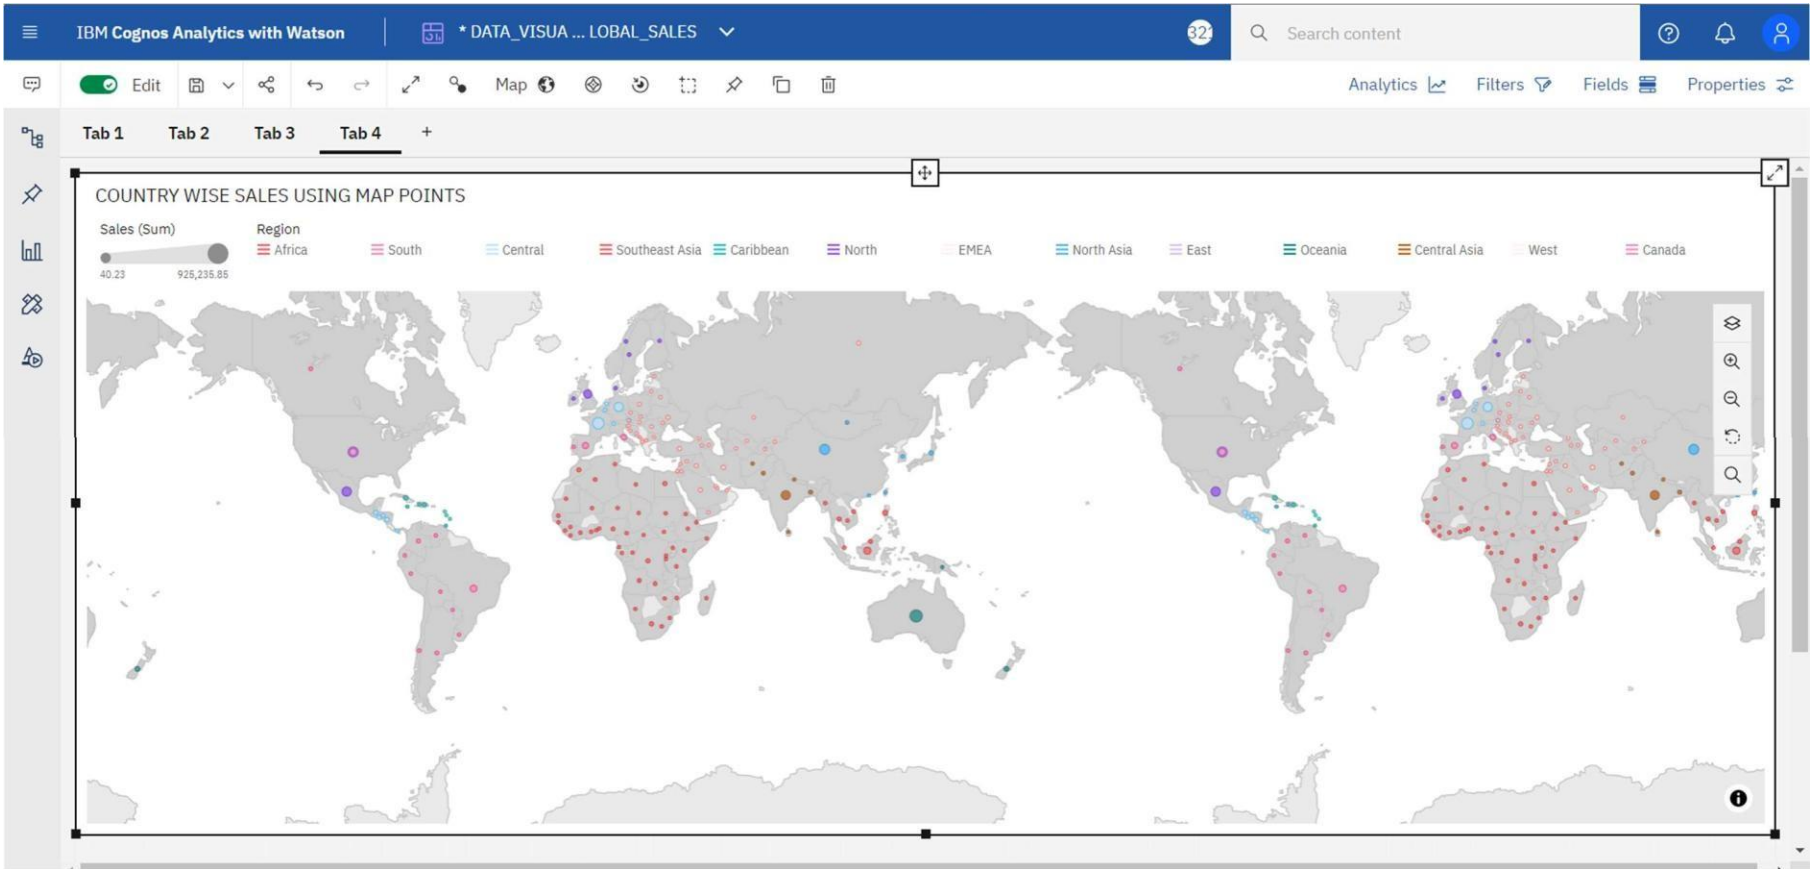 IBM Cognos Analytics with Watson
* DATA_VISUA ... LOBAL_SALES
Search content
Edit
Map
Analytics
Filters
Fields
Properties
Tab 1 Tab 2 Tab 3 Tab 4 +
COUNTRY WISE SALES USING MAP POINTS
Sales (Sum)
40.23 925,235.85
Region
Africa South Central Southeast Asia Caribbean North EMEA North Asia East Oceania Central Asia West Canada